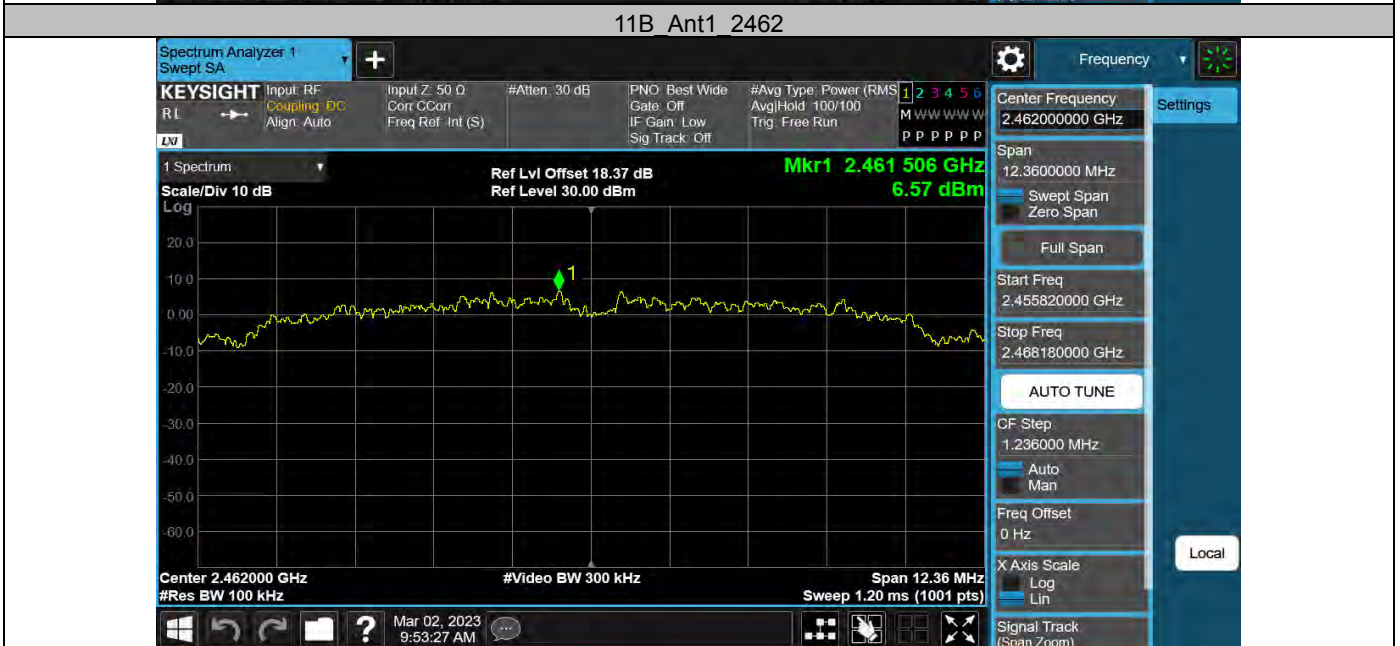 11B_Ant1_2462
Spectrum Analyzer 1
Swept SA
Frequency
KEYSIGHT
RL
LXI
Input: RF
Coupling: DC
Align: Auto
Input Z: 50 Ω
Corr CCorr
Freq Ref: Int (S)
#Atten: 30 dB
PNO: Best Wide
Gate: Off
IF Gain: Low
Sig Track: Off
#Avg Type: Power (RMS
Avg|Hold: 100/100
Trig: Free Run
1 2 3 4 5 6
M W W W W W
P P P P P P
1 Spectrum
Scale/Div 10 dB
Log
Ref Lvl Offset 18.37 dB
Ref Level 30.00 dBm
Mkr1 2.461 506 GHz
6.57 dBm
1
20.0
10.0
0.00
-10.0
-20.0
-30.0
-40.0
-50.0
-60.0
Center 2.462000 GHz
#Res BW 100 kHz
#Video BW 300 kHz
Span 12.36 MHz
Sweep 1.20 ms (1001 pts)
Mar 02, 2023
9:53:27 AM
Center Frequency
2.462000000 GHz
Span
12.3600000 MHz
Swept Span
Zero Span
Full Span
Start Freq
2.455820000 GHz
Stop Freq
2.468180000 GHz
AUTO TUNE
CF Step
1.236000 MHz
Auto
Man
Freq Offset
0 Hz
X Axis Scale
Log
Lin
Signal Track
(Span Zoom)
Settings
Local